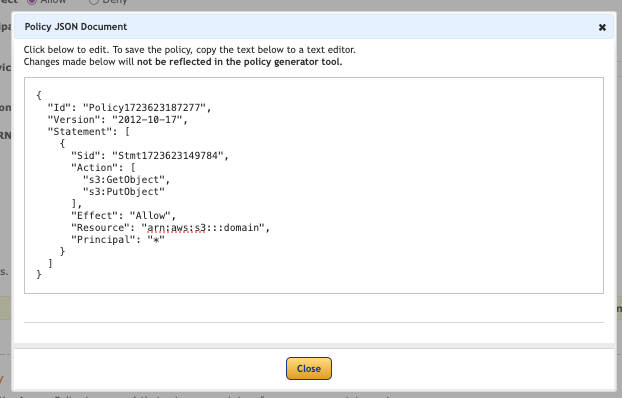 Allow
Deny
Policy JSON Document
Click below to edit. To save the policy, copy the text below to a text editor.
Changes made below will not be reflected in the policy generator tool.
{
"Id": "Policy1723623187277",
"Version": "2012-10-17",
"Statement": [
{
"Sid": "Stmt1723623149784",
"Action": [
"s3:GetObject",
"s3:PutObject"
],
"Effect": "Allow",
"Resource": "arn:aws:s3:::domain",
"Principal": "*"
}
]
}
Close